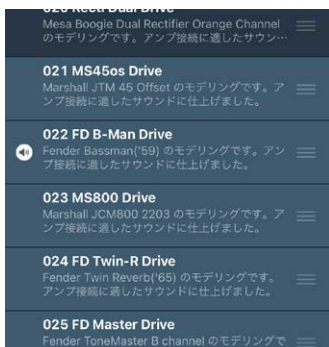 020 Recti Dual Drive
Mesa Boogie Dual Rectifier Orange Channel
のモデリングです。アンプ接続に適したサウン…
021 MS45os Drive
Marshall JTM 45 Offset のモデリングです。ア
ンプ接続に適したサウンドに仕上げました。
022 FD B-Man Drive
Fender Bassman('59) のモデリングです。アン
プ接続に適したサウンドに仕上げました。
023 MS800 Drive
Marshall JCM800 2203 のモデリングです。ア
ンプ接続に適したサウンドに仕上げました。
024 FD Twin-R Drive
Fender Twin Reverb('65) のモデリングです。
アンプ接続に適したサウンドに仕上げました。
025 FD Master Drive
Fender ToneMaster B channel のモデリングで